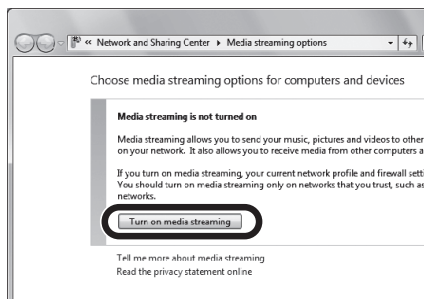 « Network and Sharing Center ▸ Media streaming options
Choose media streaming options for computers and devices
Media streaming is not turned on
Media streaming allows you to send your music, pictures and videos to other
on your network. It also allows you to receive media from other computers a
If you turn on media streaming, your current network profile and firewall setti
You should turn on media streaming only on networks that you trust, such as
networks.
Turn on media streaming
Tell me more about media streaming
Read the privacy statement online